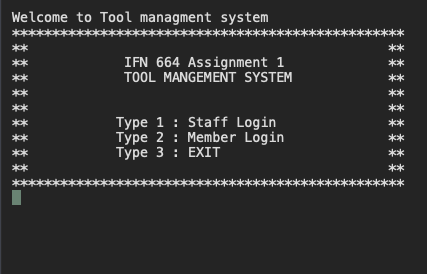 Welcome to Tool managment system
*************************************************
** **
** IFN 664 Assignment 1 **
** TOOL MANGEMENT SYSTEM **
** **
** **
** Type 1 : Staff Login **
** Type 2 : Member Login **
** Type 3 : EXIT **
** **
*************************************************